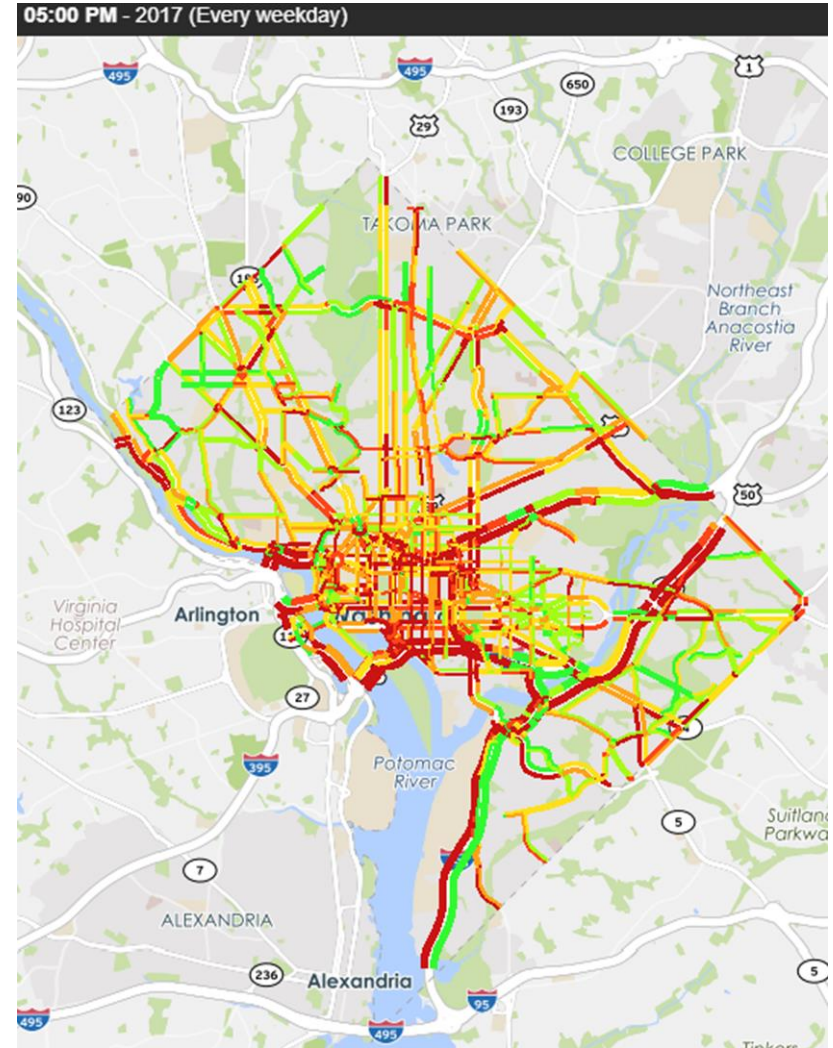 05:00 PM - 2017 (Every weekday)
495
495
1
650
193
29
COLLEGE PARK
90
TAKOMA PARK
Northeast
Branch
Anacostia
River
123
50
Virginia
Hospital
Center
Arlington
27
395
Potomac
River
5
Suitland
Parkway
7
ALEXANDRIA
236
Alexandria
95
5
495
495